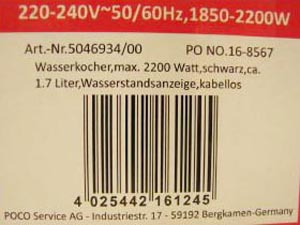 220-240V~50/60Hz,1850-2200W
Art.-Nr.5046934/00 PO NO.16-8567
Wasserkocher,max. 2200 Watt,schwarz,ca.
1.7 Liter,Wasserstandsanzeige,kabellos
4 025442 161245
POCO Service AG - Industriestr. 17 - 59192 Bergkamen-Germany